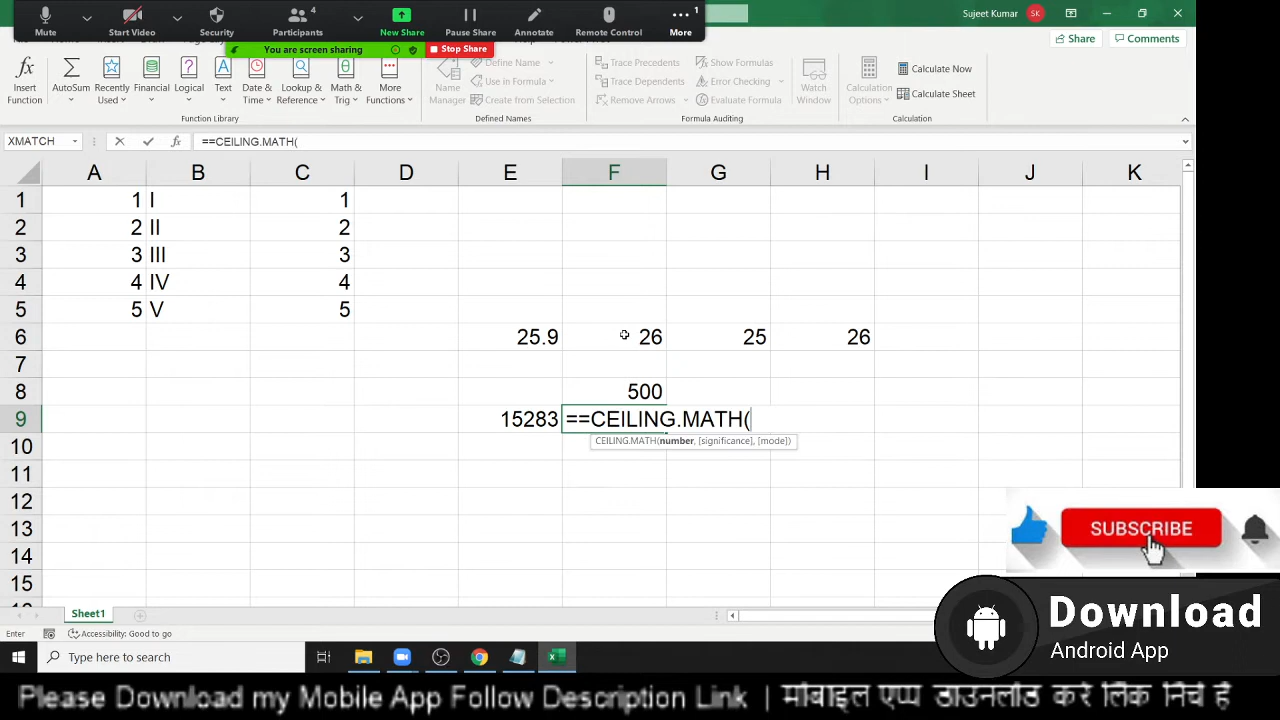 Mute
Start Video
Security
4
Participants
New Share
Pause Share
Annotate
Remote Control
1
More
You are screen sharing
Stop Share
Sujeet Kumar
SK
Share
Comments
Insert Function
AutoSum
Recently Used
Financial
Logical
Text
Date & Time
Lookup & Reference
Math & Trig
More Functions
Function Library
Name Manager
Define Name
Use in Formula
Create from Selection
Defined Names
Trace Precedents
Trace Dependents
Remove Arrows
Show Formulas
Error Checking
Evaluate Formula
Formula Auditing
Watch Window
Calculation Options
Calculate Now
Calculate Sheet
Calculation
XMATCH
fx
==CEILING.MATH(
A B C D E F G H I J K
1 1 I 1
2 2 II 2
3 3 III 3
4 4 IV 4
5 5 V 5
6 25.9 26 25 26
7
8 500
9 15283 ==CEILING.MATH(
CEILING.MATH(number, [significance], [mode])
10
11
12
13
14
15
SUBSCRIBE
Sheet1
Enter
Accessibility: Good to go
Download
Android App
Type here to search
Please Download my Mobile App Follow Description Link | मोबाइल एप्प डाउनलोड करे लिंक निचे है